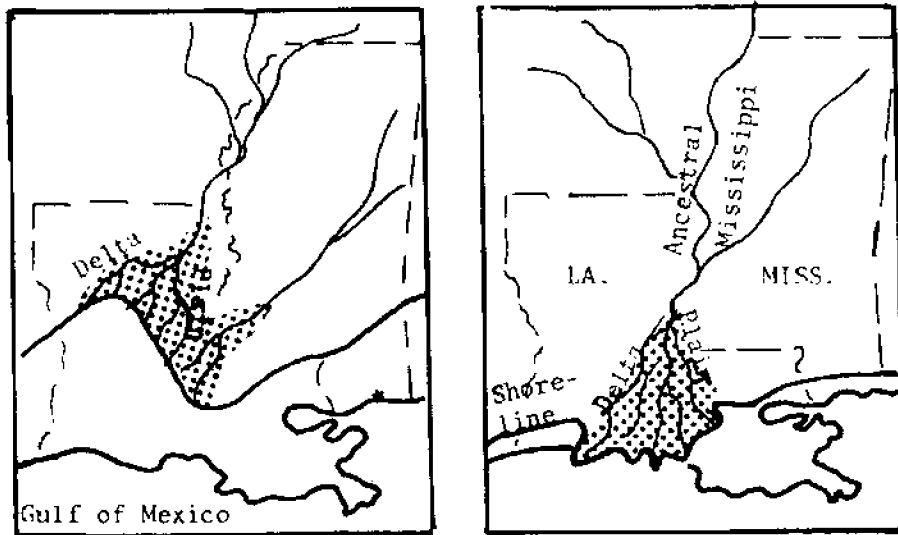 Delta
Gulf of Mexico
Ancestral
Mississippi
LA.
MISS.
Delta
Shore-
line